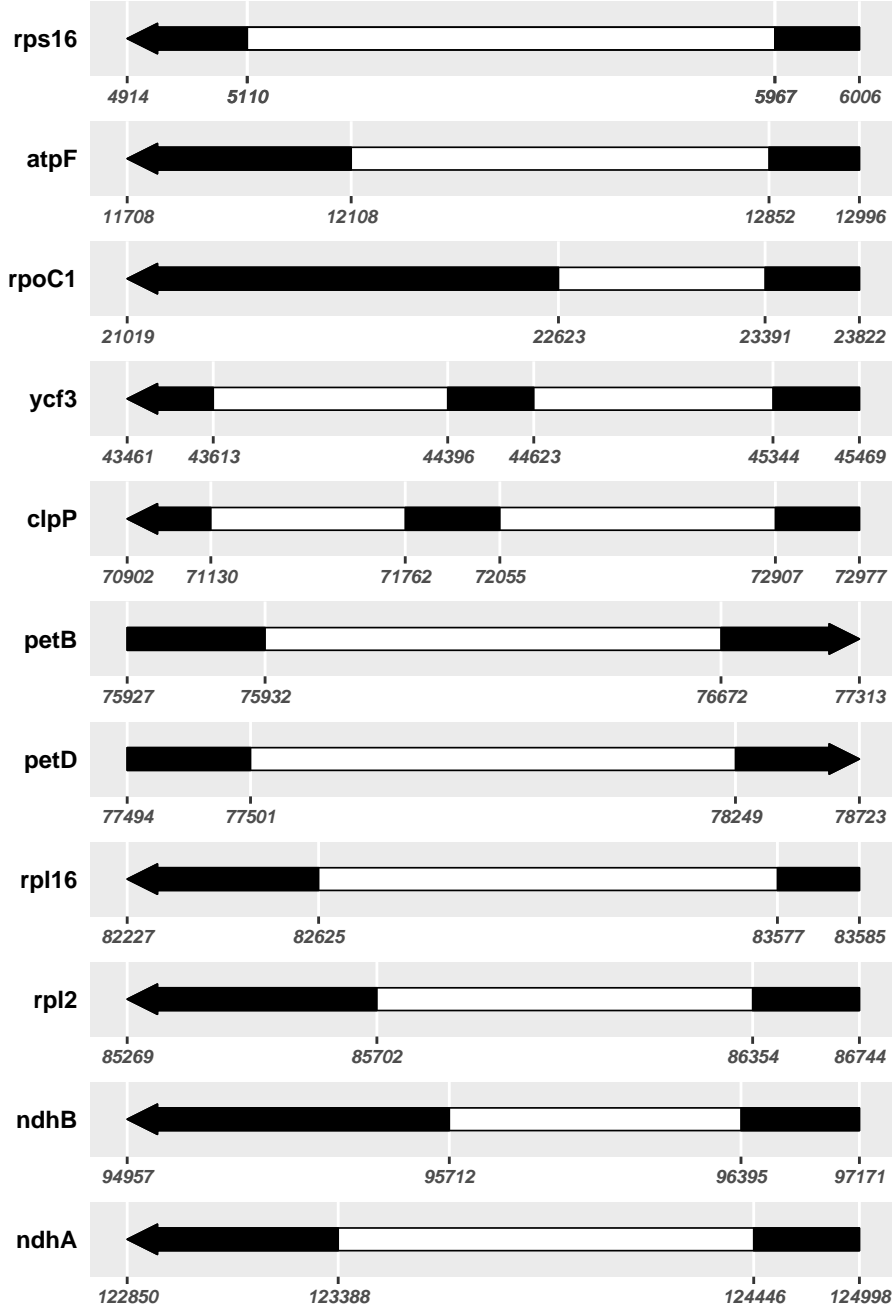 rps16
4914 5110 5967 6006
atpF
11708 12108 12852 12996
rpoC1
21019 22623 23391 23822
ycf3
43461 43613 44396 44623 45344 45469
clpP
70902 71130 71762 72055 72907 72977
petB
75927 75932 76672 77313
petD
77494 77501 78249 78723
rpl16
82227 82625 83577 83585
rpl2
85269 85702 86354 86744
ndhB
94957 95712 96395 97171
ndhA
122850 123388 124446 124998